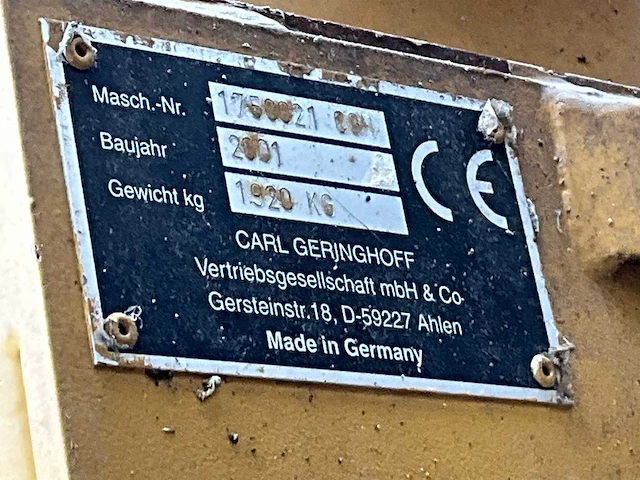 Masch.-Nr.
Baujahr 2001
Gewicht kg 1920 KG
CE
CARL GERINGHOFF
Vertriebsgesellschaft mbH & Co.
Gersteinstr.18, D-59227 Ahlen
Made in Germany